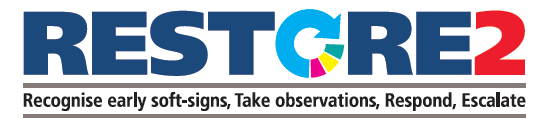 RESTORE2
Recognise early soft-signs, Take observations, Respond, Escalate